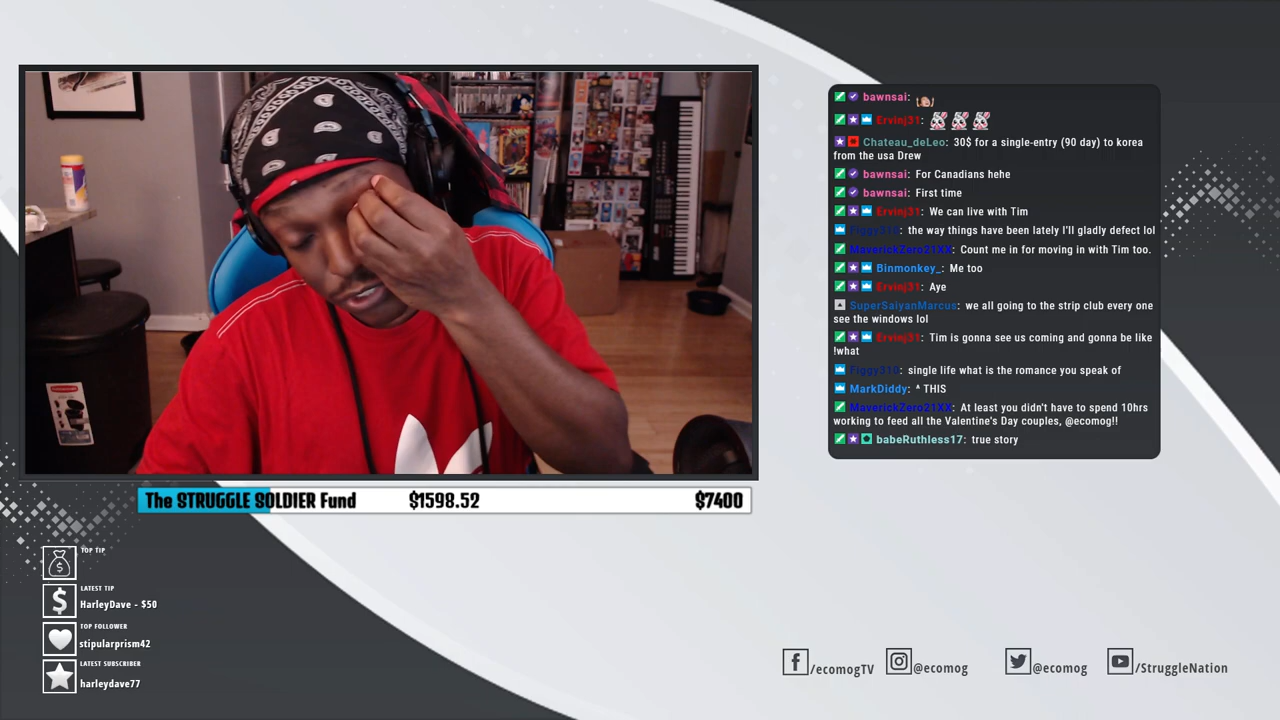 bawnsai:
Ervinj31:
Chateau_deLeo: 30$ for a single-entry (90 day) to korea
from the usa Drew
bawnsai: For Canadians hehe
bawnsai: First time
Ervinj31: We can live with Tim
Figgy310: the way things have been lately I'll gladly defect lol
MaverickZero21XX: Count me in for moving in with Tim too.
Binmonkey_: Me too
Ervinj31: Aye
SuperSaiyanMarcus: we all going to the strip club every one
see the windows lol
Ervinj31: Tim is gonna see us coming and gonna be like
!what
Figgy310: single life what is the romance you speak of
MarkDiddy: ^ THIS
MaverickZero21XX: At least you didn't have to spend 10hrs
working to feed all the Valentine's Day couples, @ecomog!!
babeRuthless17: true story
The STRUGGLE SOLDIER Fund $1598.52 $7400
TOP TIP
LATEST TIP
HarleyDave - $50
TOP FOLLOWER
stipularprism42
LATEST SUBSCRIBER
harleydave77
/ecomogTV @ecomog @ecomog /StruggleNation